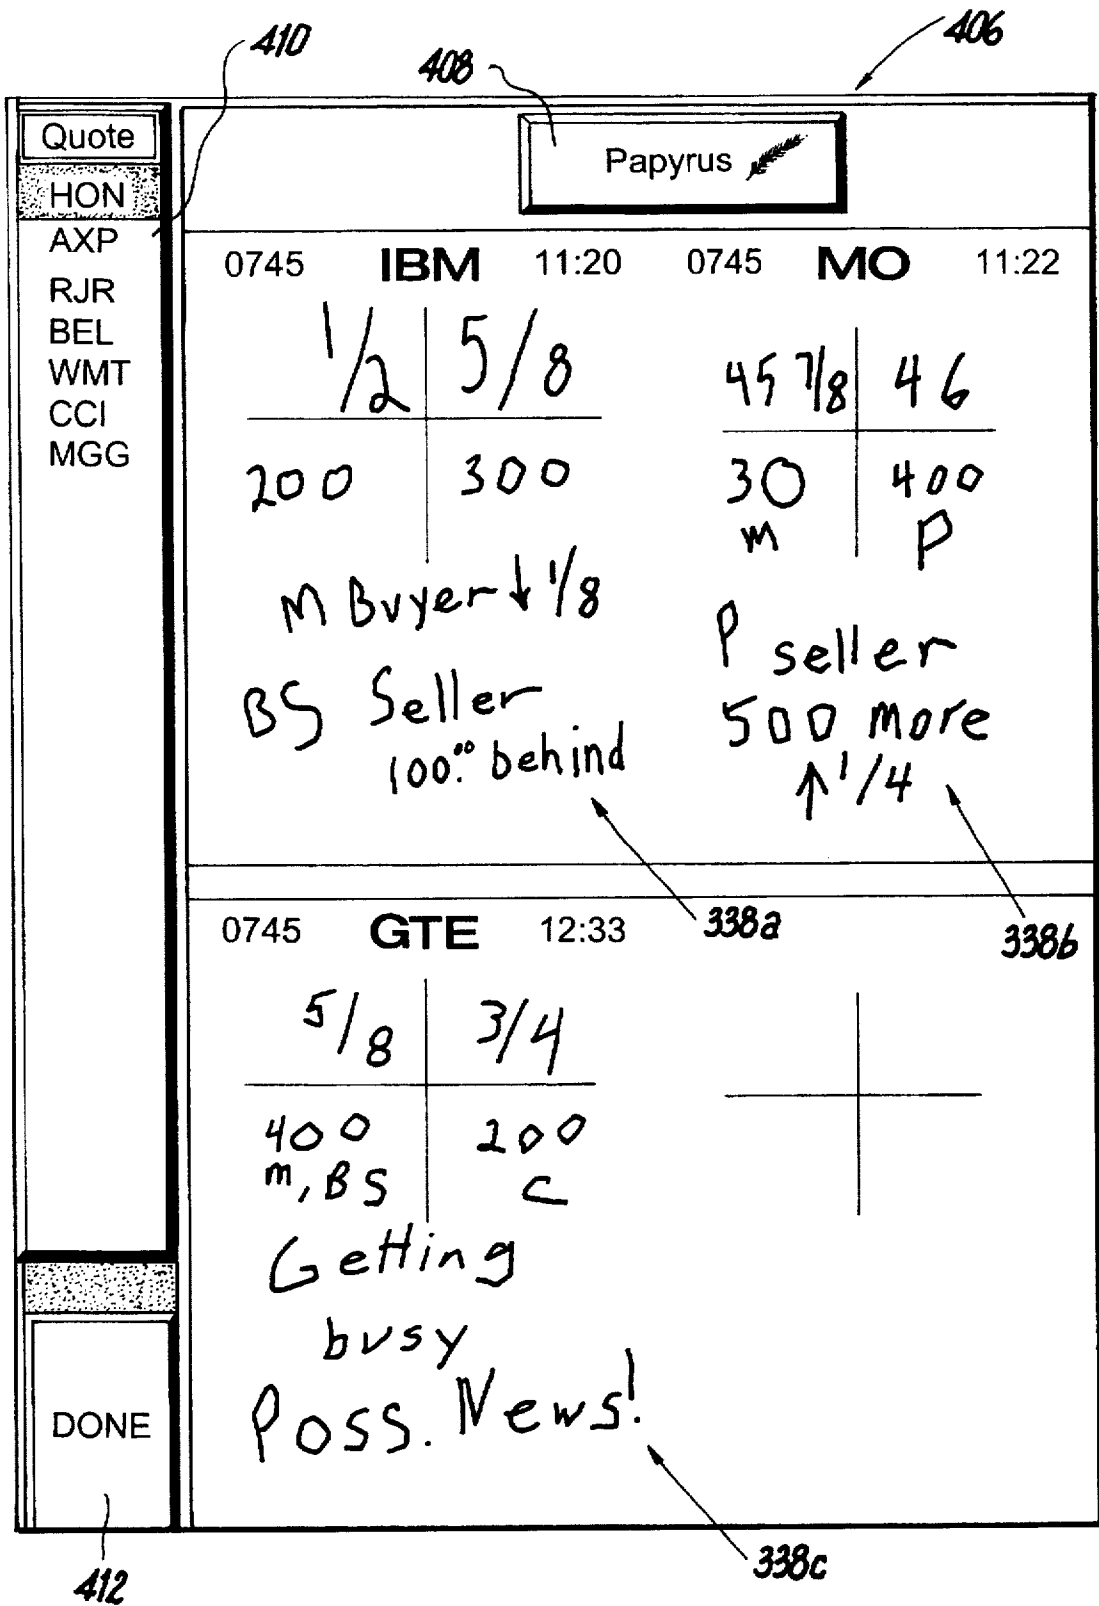 410
408
406
Quote
HON
AXP
RJR
BEL
WMT
CCI
MGG
Papyrus
0745 IBM 11:20
1/2 5/8
200 300
M Buyer ↓ 1/8
BS Seller
100.00 behind
338a
0745 MO 11:22
45 7/8 46
30 400
m P
P seller
500 more
↑ 1/4
338b
0745 GTE 12:33
5/8 3/4
400 200
m, BS C
Getting
busy
Poss. News!
338c
DONE
412